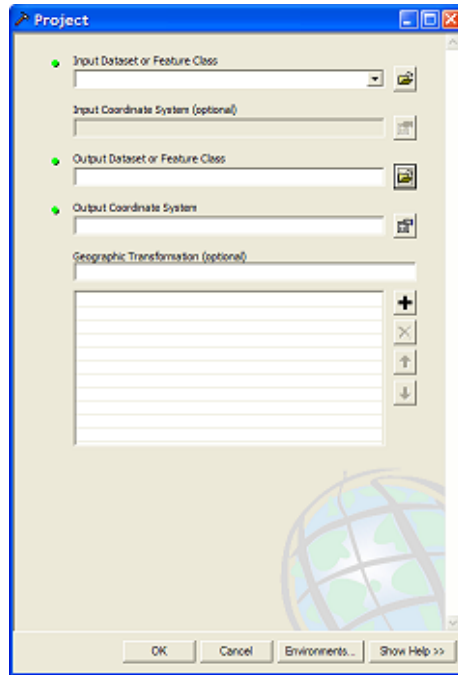 Project
Input Dataset or Feature Class
Input Coordinate System (optional)
Output Dataset or Feature Class
Output Coordinate System
Geographic Transformation (optional)
OK Cancel Environments... Show Help >>